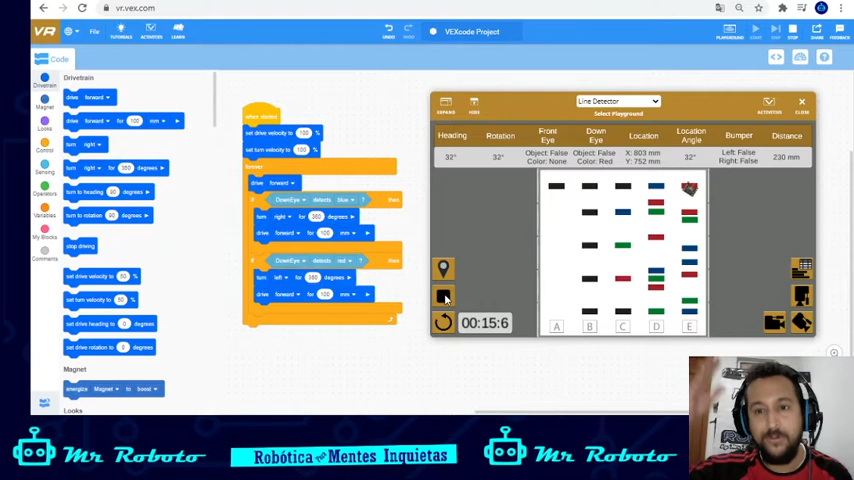 vr.vex.com
VR
File
TUTORIALS
ACTIVITIES
LEARN
UNDO
REDO
VEXcode Project
PLAYGROUND
START
STEP
STOP
SHARE
FEEDBACK
Code
Drivetrain
Magnet
Looks
Control
Sensing
Operators
Variables
My Blocks
Comments
Drivetrain
drive forward
drive forward for 100 mm
turn right
turn right for 360 degrees
turn to heading 90 degrees
turn to rotation 90 degrees
stop driving
set drive velocity to 50 %
set turn velocity to 50 %
set drive heading to 0 degrees
set drive rotation to 0 degrees
Magnet
energize Magnet to boost
Looks
when started
set drive velocity to 100 %
set turn velocity to 100 %
forever
drive forward
if DownEye detects blue ? then
turn right for 360 degrees
drive forward for 100 mm
if DownEye detects red ? then
turn left for 360 degrees
drive forward for 100 mm
EXPAND
HIDE
Line Detector
Select Playground
ACTIVITIES
CLOSE
Heading Rotation Front Eye Down Eye Location Location Angle Bumper Distance
32° 32° Object: False Color: None Object: False Color: Red X: 803 mm Y: 752 mm 32° Left: False Right: False 230 mm
A B C D E
00:15:6
Mr Roboto
Robótica Para Mentes Inquietas
Mr Roboto